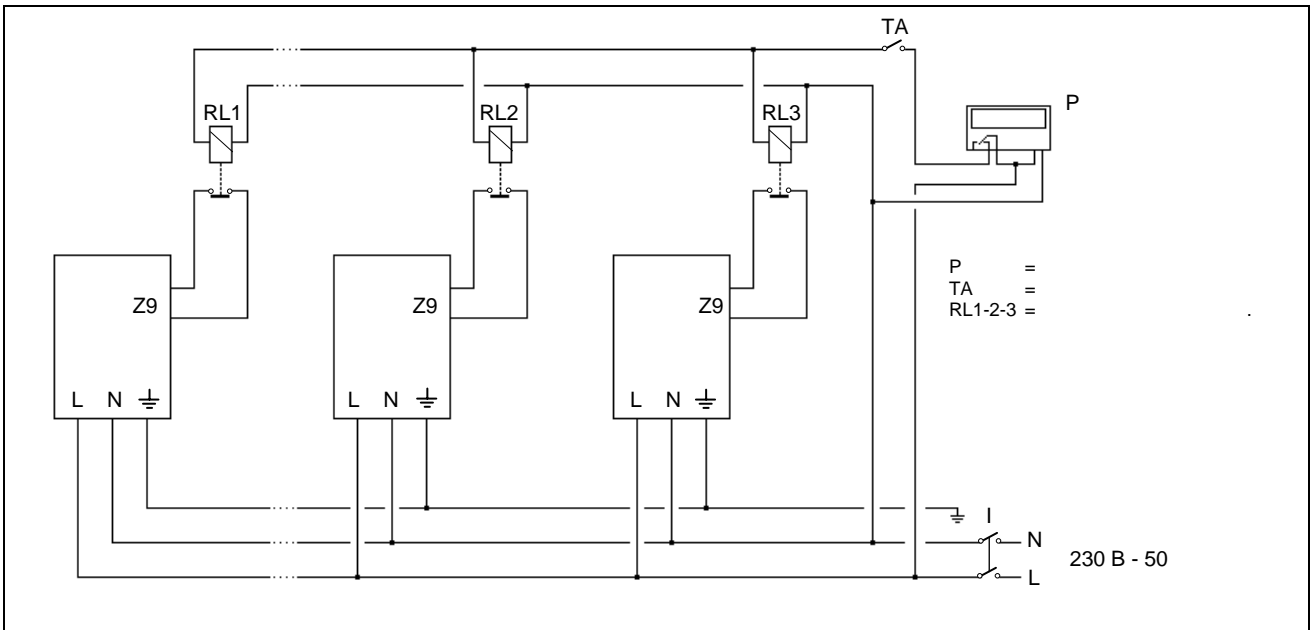 TA
RL1 RL2 RL3 P
Z9 Z9 Z9
P =
TA =
RL1-2-3 = .
L N L N L N
I
N
230 В - 50
L